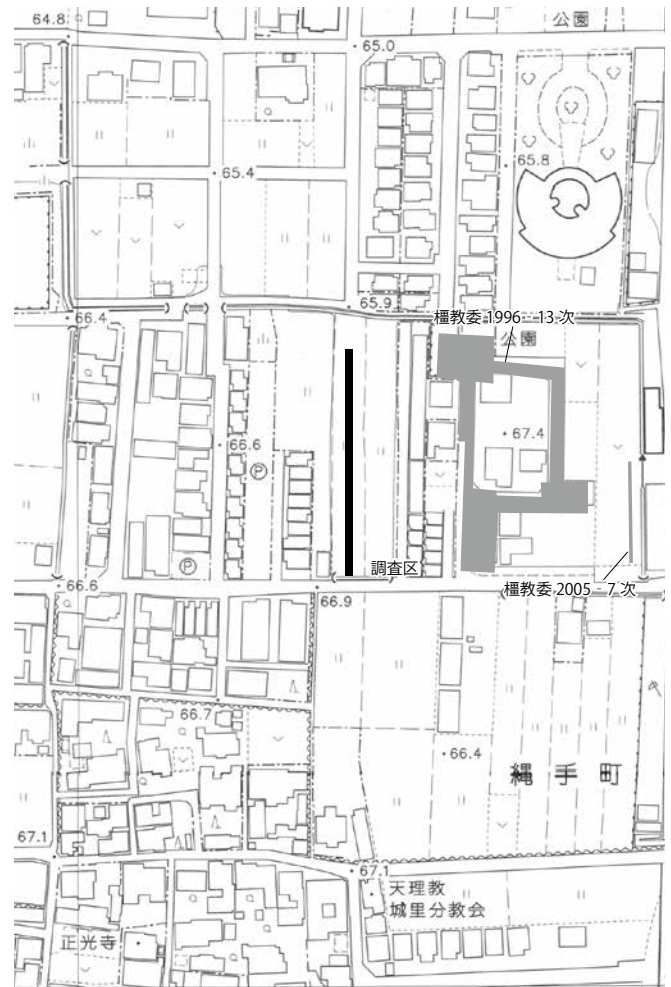 64.8
公園
65.0
65.8
65.4
65.9
66.4
橿教委 1996‐13 次
公園
67.4
66.6
P
P
調査区
橿教委 2005‐7 次
66.6
66.9
66.7
66.4
縄手町
67.1
67.1
天理教
城里分教会
正光寺